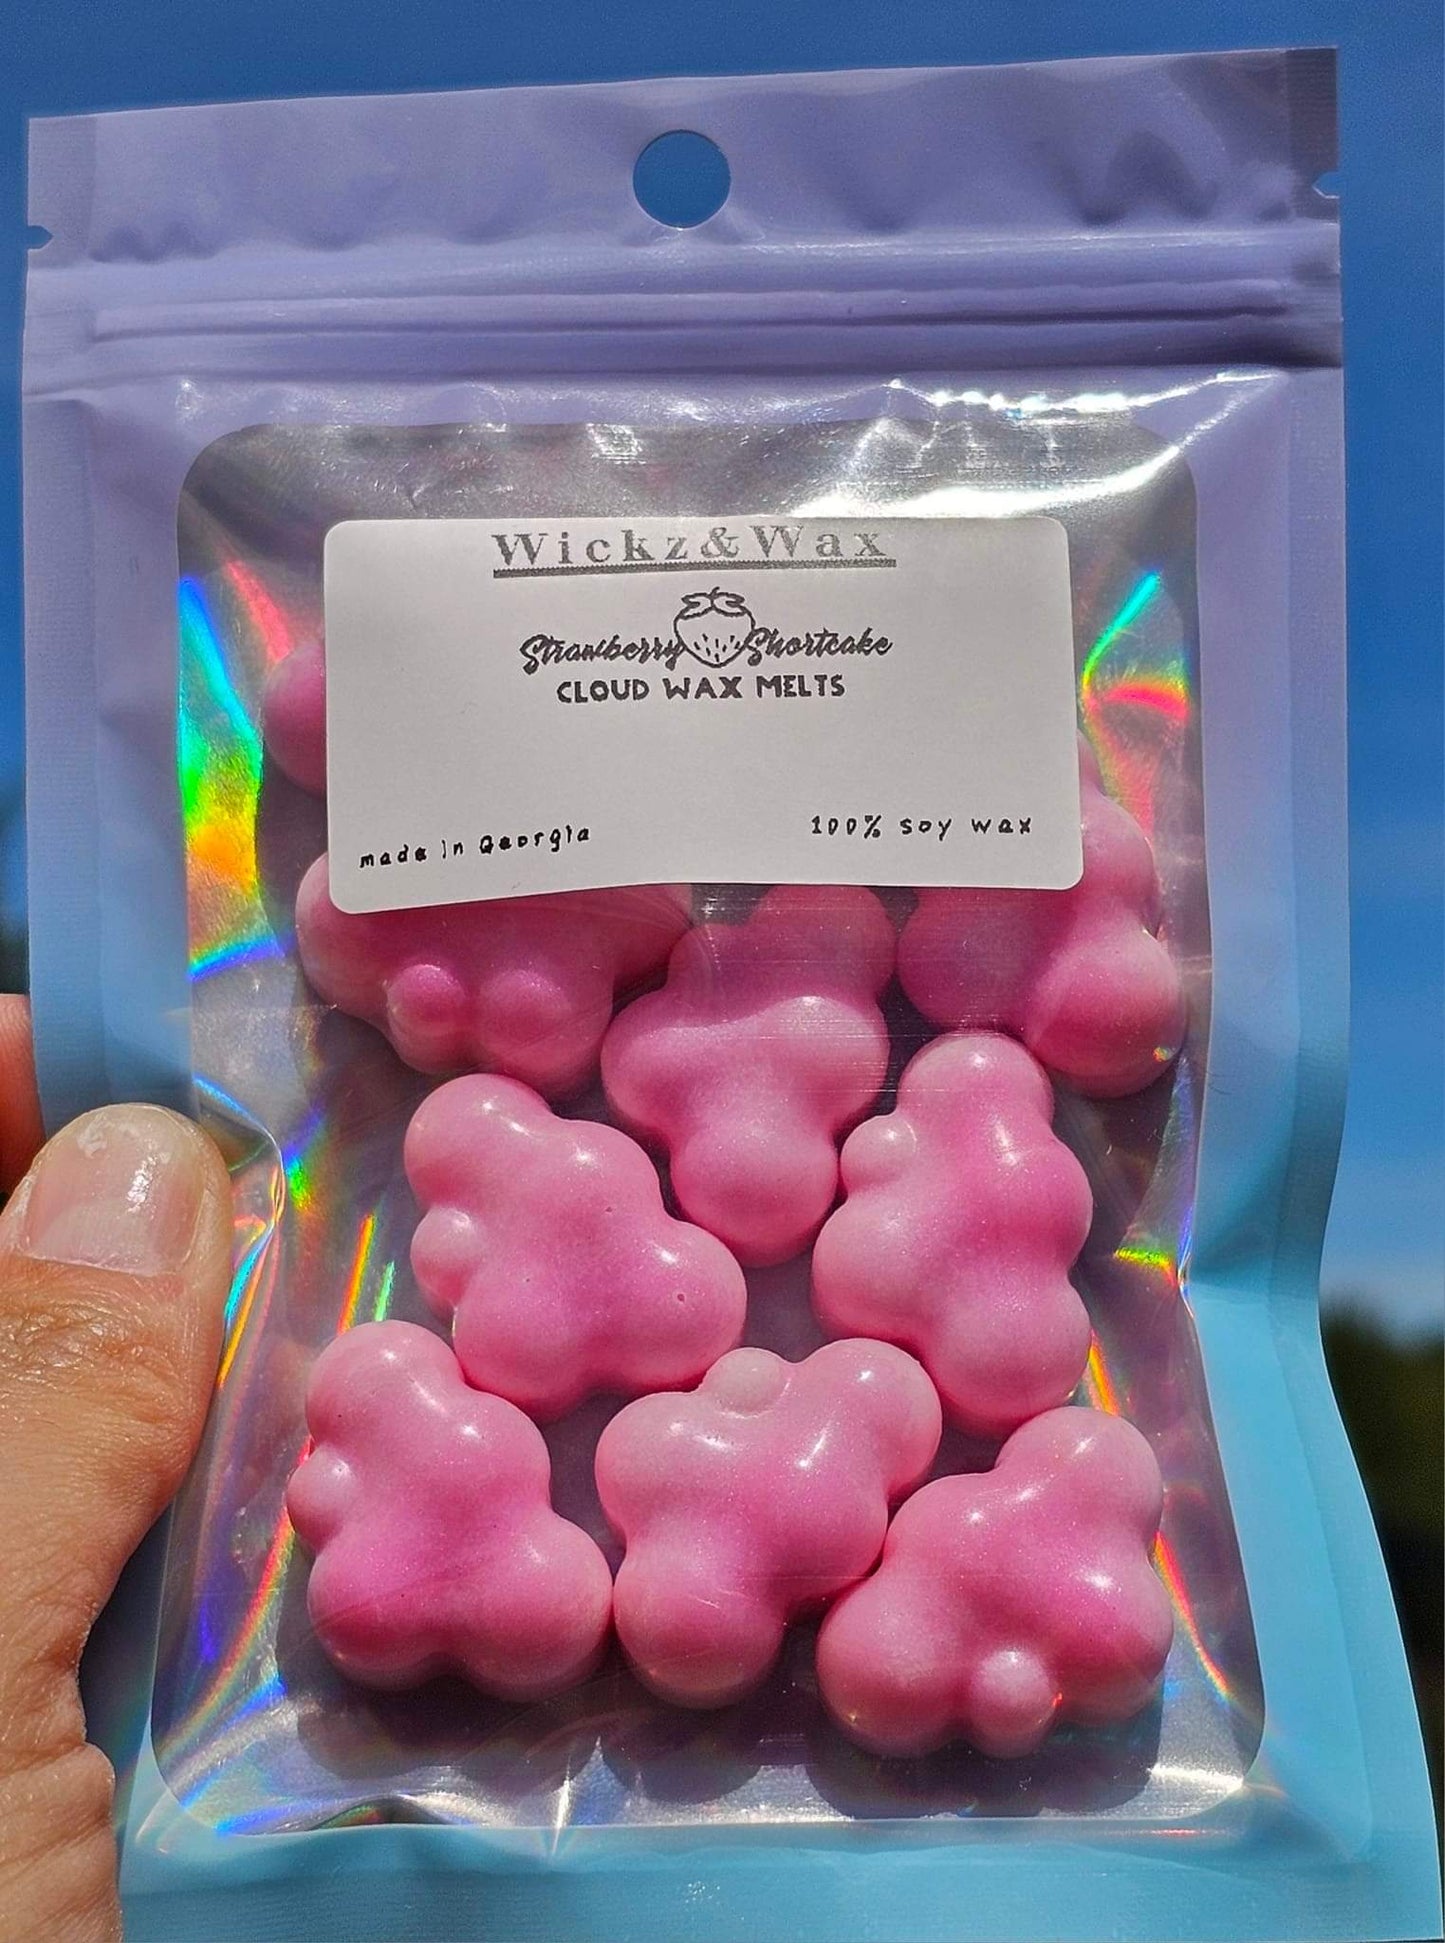 Wickz&Wax
Strawberry Shortcake
CLOUD WAX MELTS
made in Georgia
100% soy wax